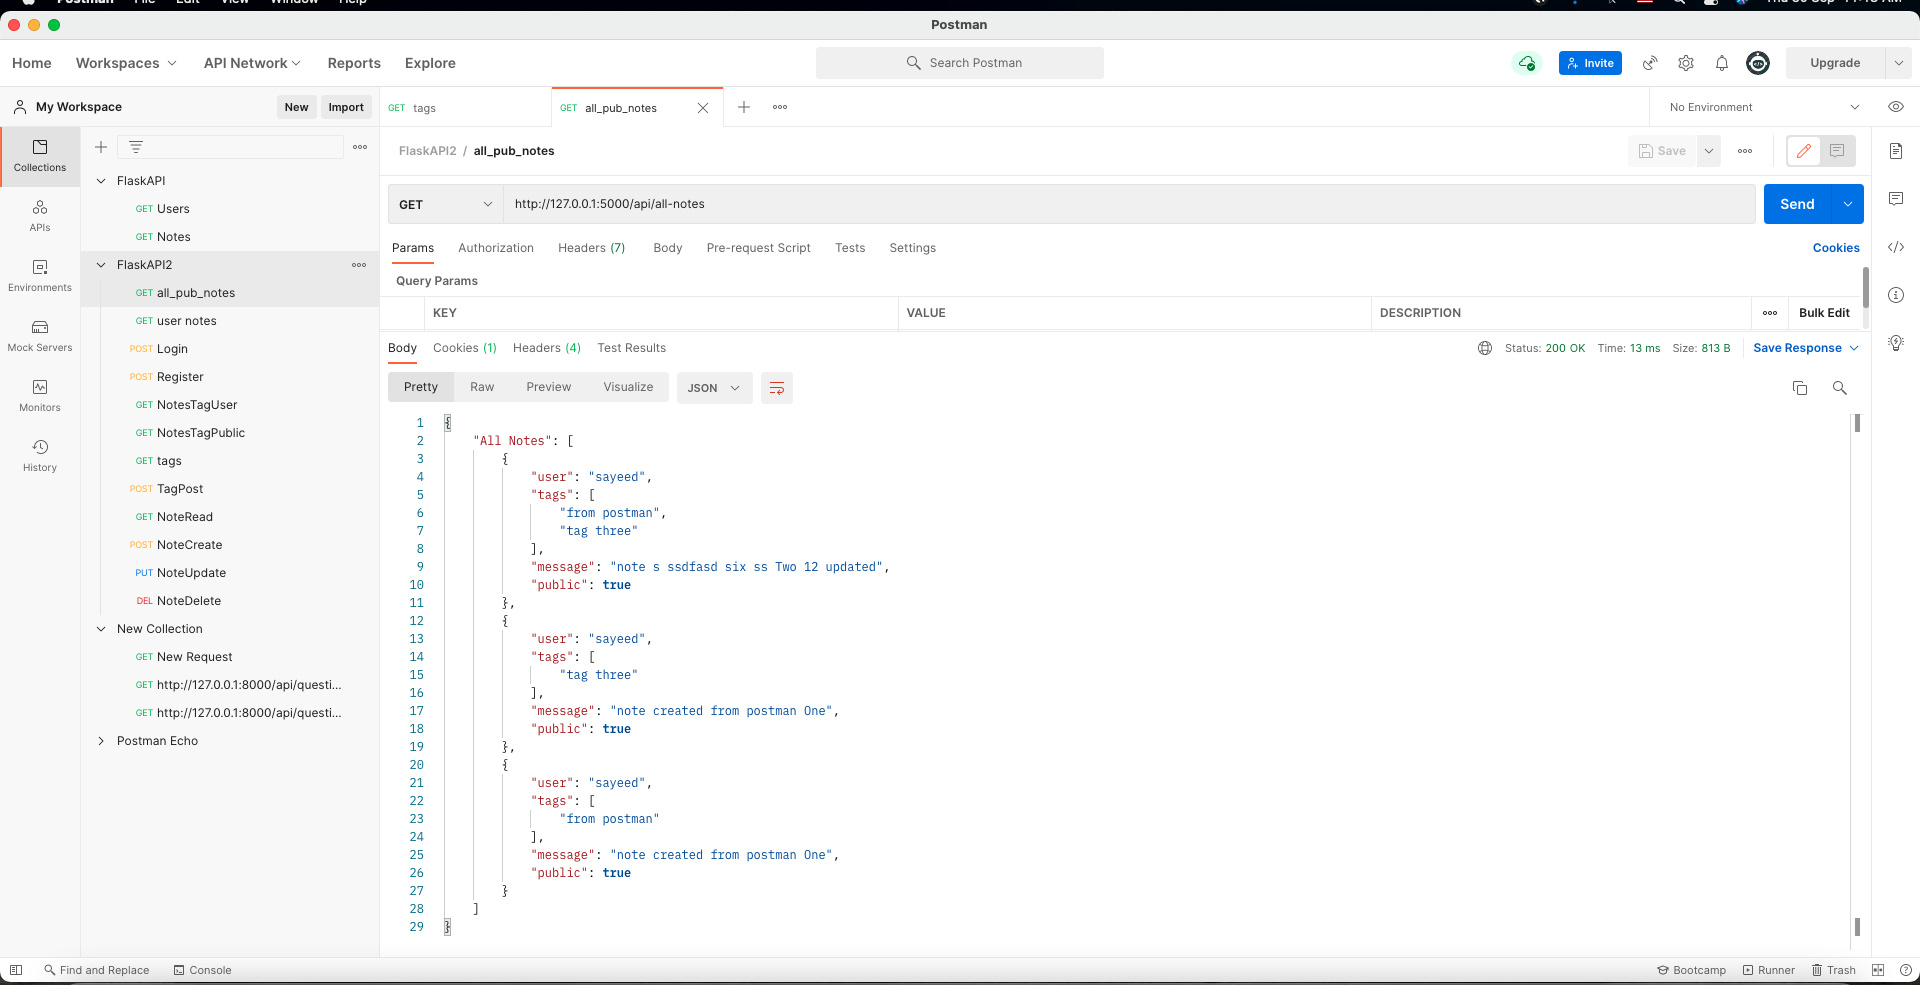 Postman File Edit View Window Help
Postman
Home Workspaces API Network Reports Explore Search Postman Invite Upgrade
My Workspace New Import
GET tags GET all_pub_notes No Environment
Collections
APIs
Environments
Mock Servers
Monitors
History
FlaskAPI
GET Users
GET Notes
FlaskAPI2
GET all_pub_notes
GET user notes
POST Login
POST Register
GET NotesTagUser
GET NotesTagPublic
GET tags
POST TagPost
GET NoteRead
POST NoteCreate
PUT NoteUpdate
DEL NoteDelete
New Collection
GET New Request
GET http://127.0.0.1:8000/api/questi...
GET http://127.0.0.1:8000/api/questi...
Postman Echo
FlaskAPI2 / all_pub_notes Save
GET http://127.0.0.1:5000/api/all-notes Send
Params Authorization Headers (7) Body Pre-request Script Tests Settings Cookies
Query Params
KEY VALUE DESCRIPTION Bulk Edit
Body Cookies (1) Headers (4) Test Results Status: 200 OK Time: 13 ms Size: 813 B Save Response
Pretty Raw Preview Visualize JSON
1 {
2 "All Notes": [
3 {
4 "user": "sayeed",
5 "tags": [
6 "from postman",
7 "tag three"
8 ],
9 "message": "note s ssdfasd six ss Two 12 updated",
10 "public": true
11 },
12 {
13 "user": "sayeed",
14 "tags": [
15 "tag three"
16 ],
17 "message": "note created from postman One",
18 "public": true
19 },
20 {
21 "user": "sayeed",
22 "tags": [
23 "from postman"
24 ],
25 "message": "note created from postman One",
26 "public": true
27 }
28 ]
29 }
Find and Replace Console Bootcamp Runner Trash